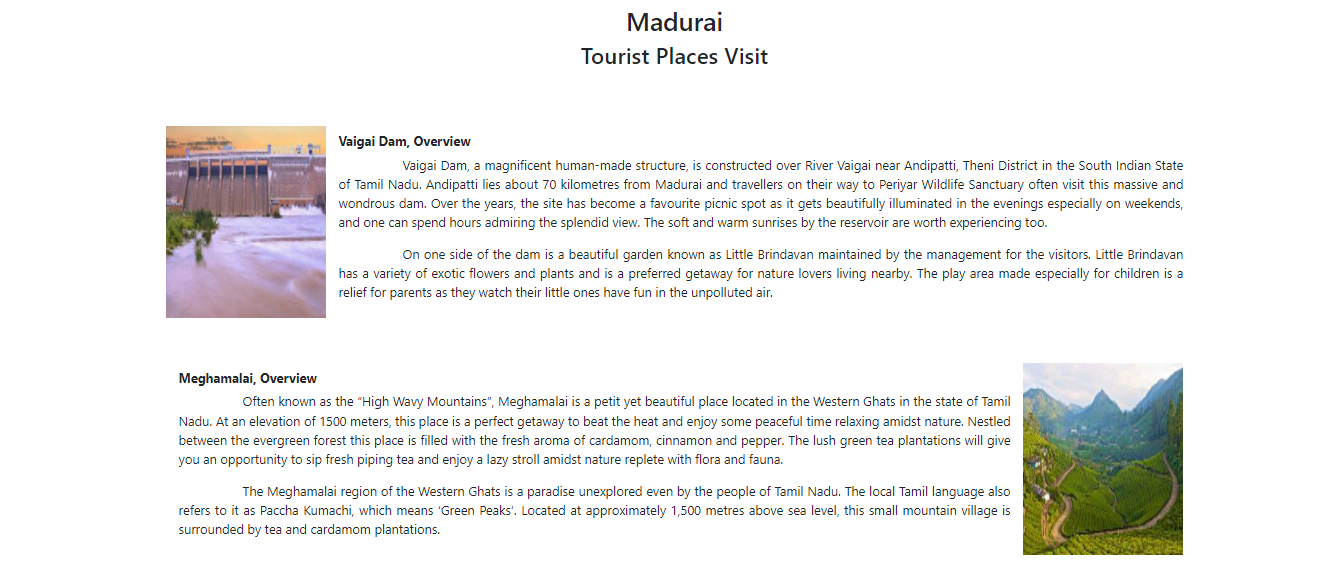 Madurai
Tourist Places Visit
Vaigai Dam, Overview
Vaigai Dam, a magnificent human-made structure, is constructed over River Vaigai near Andipatti, Theni District in the South Indian State
of Tamil Nadu. Andipatti lies about 70 kilometres from Madurai and travellers on their way to Periyar Wildlife Sanctuary often visit this massive and
wondrous dam. Over the years, the site has become a favourite picnic spot as it gets beautifully illuminated in the evenings especially on weekends,
and one can spend hours admiring the splendid view. The soft and warm sunrises by the reservoir are worth experiencing too.
On one side of the dam is a beautiful garden known as Little Brindavan maintained by the management for the visitors. Little Brindavan
has a variety of exotic flowers and plants and is a preferred getaway for nature lovers living nearby. The play area made especially for children is a
relief for parents as they watch their little ones have fun in the unpolluted air.
Meghamalai, Overview
Often known as the “High Wavy Mountains”, Meghamalai is a petit yet beautiful place located in the Western Ghats in the state of Tamil
Nadu. At an elevation of 1500 meters, this place is a perfect getaway to beat the heat and enjoy some peaceful time relaxing amidst nature. Nestled
between the evergreen forest this place is filled with the fresh aroma of cardamom, cinnamon and pepper. The lush green tea plantations will give
you an opportunity to sip fresh piping tea and enjoy a lazy stroll amidst nature replete with flora and fauna.
The Meghamalai region of the Western Ghats is a paradise unexplored even by the people of Tamil Nadu. The local Tamil language also
refers to it as Paccha Kumachi, which means ‘Green Peaks’. Located at approximately 1,500 metres above sea level, this small mountain village is
surrounded by tea and cardamom plantations.